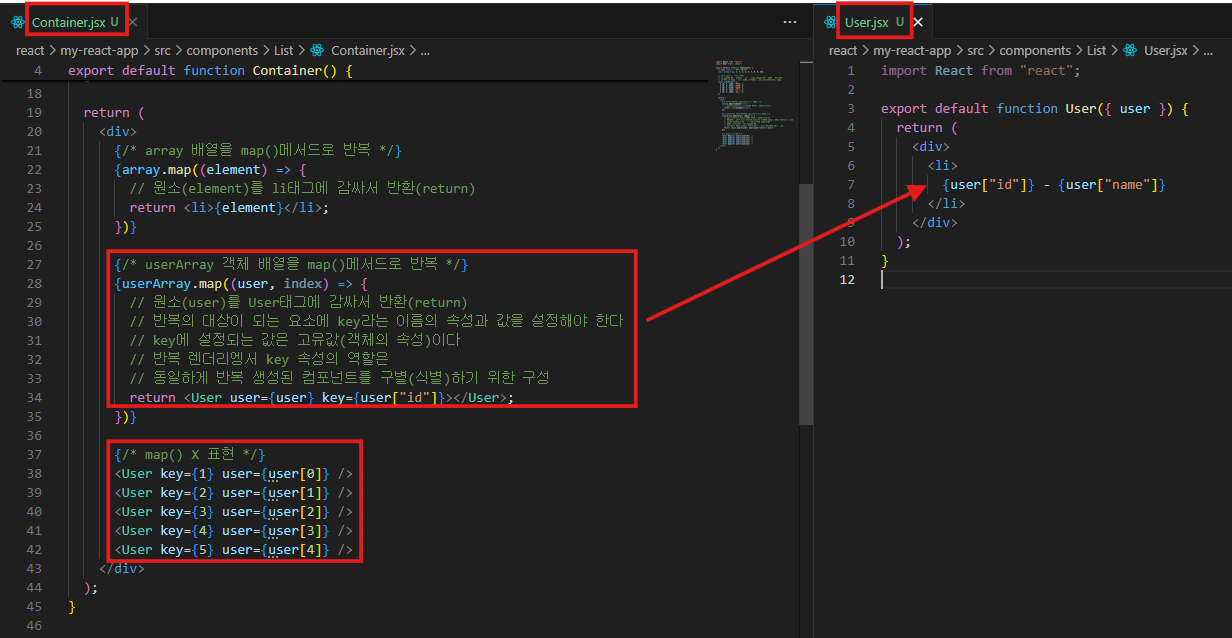 Container.jsx U
react > my-react-app > src > components > List > Container.jsx > ...
4 export default function Container() {
18
19 return (
20 <div>
21 {/* array 배열을 map()메서드로 반복 */}
22 {array.map((element) => {
23 // 원소(element)를 li태그에 감싸서 반환(return)
24 return <li>{element}</li>;
25 })}
26
27 {/* userArray 객체 배열을 map()메서드로 반복 */}
28 {userArray.map((user, index) => {
29 // 원소(user)를 User태그에 감싸서 반환(return)
30 // 반복의 대상이 되는 요소에 key라는 이름의 속성과 값을 설정해야 한다
31 // key에 설정되는 값은 고유값(객체의 속성)이다
32 // 반복 렌더리엥서 key 속성의 역할은
33 // 동일하게 반복 생성된 컴포넌트를 구별(식별)하기 위한 구성
34 return <User user={user} key={user["id"]}></User>;
35 })}
36
37 {/* map() X 표현 */}
38 <User key={1} user={user[0]} />
39 <User key={2} user={user[1]} />
40 <User key={3} user={user[2]} />
41 <User key={4} user={user[3]} />
42 <User key={5} user={user[4]} />
43 </div>
44 );
45 }
46
User.jsx U
react > my-react-app > src > components > List > User.jsx > ...
1 import React from "react";
2
3 export default function User({ user }) {
4 return (
5 <div>
6 <li>
7 {user["id"]} - {user["name"]}
8 </li>
9 </div>
10 );
11 }
12